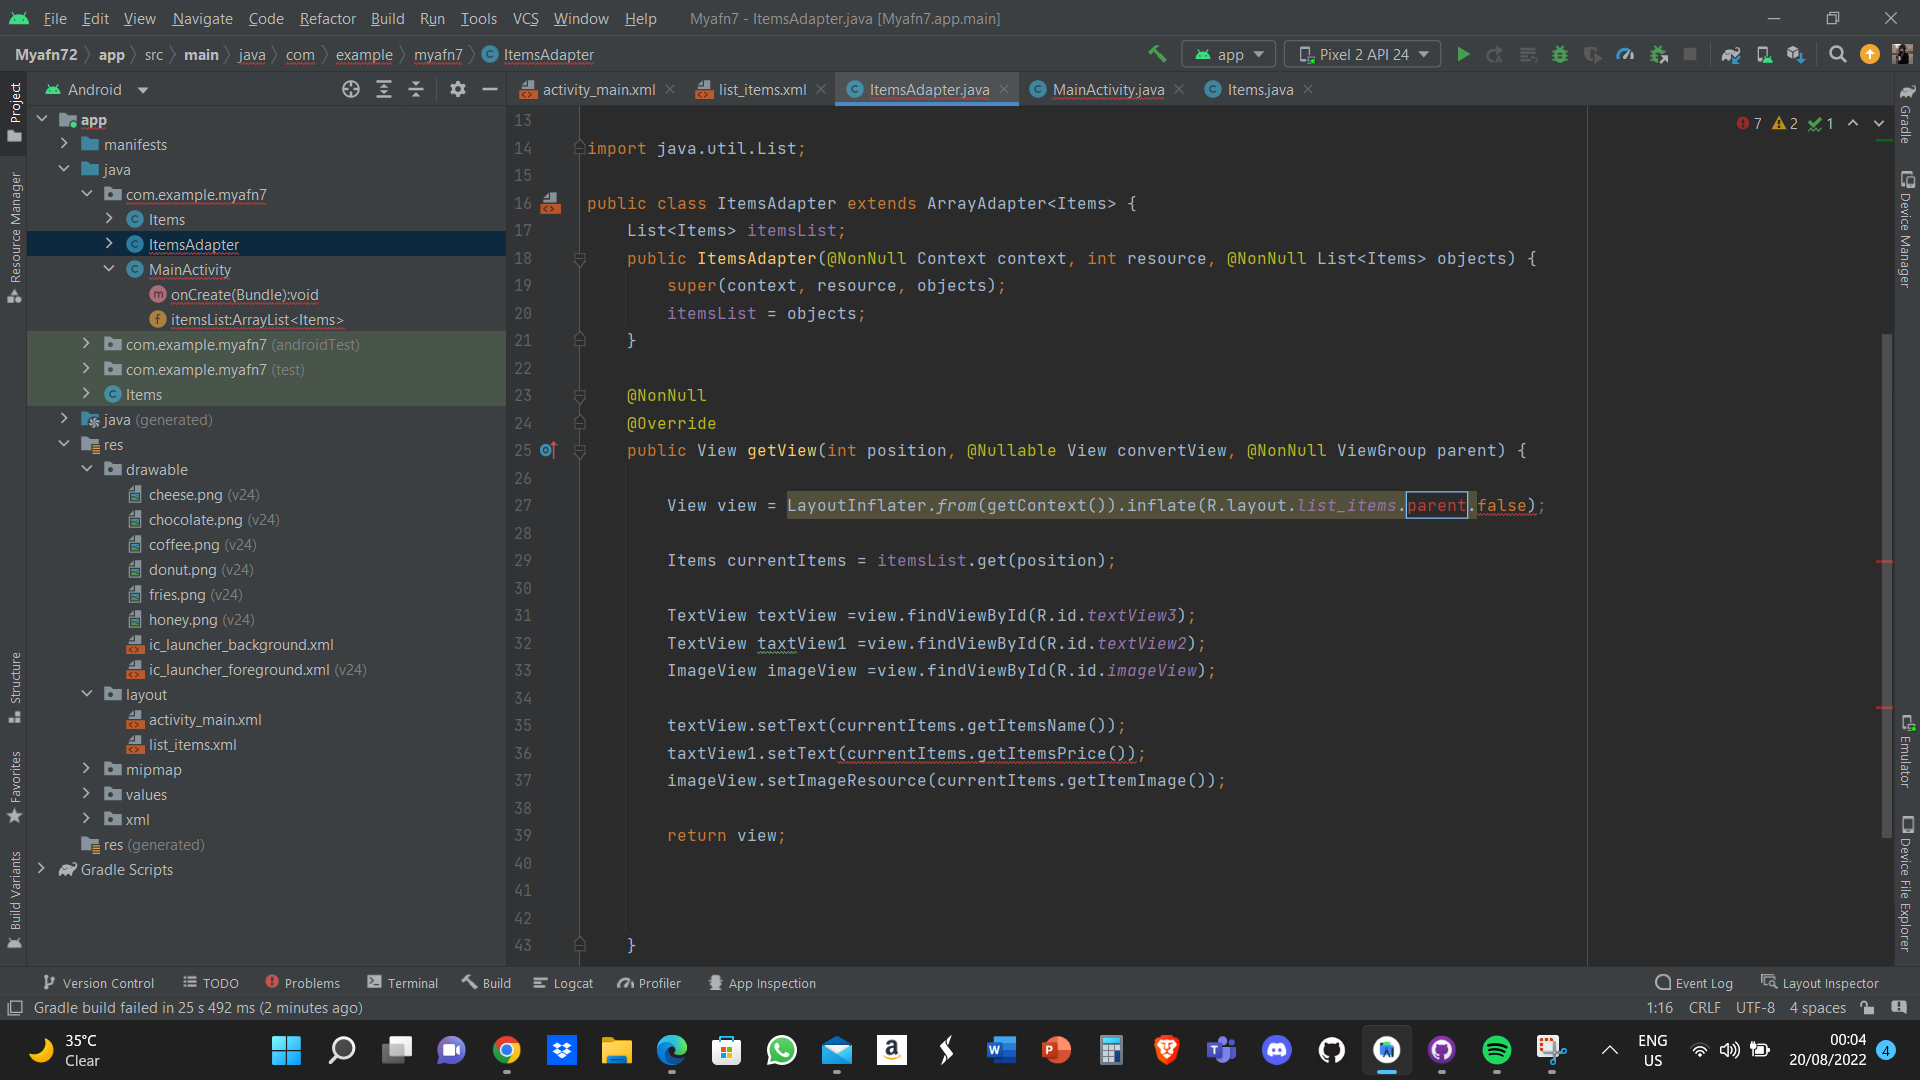 File Edit View Navigate Code Refactor Build Run Tools VCS Window Help Myafn7 - ItemsAdapter.java [Myafn7.app.main]
Myafn72 app src main java com example myafn7 ItemsAdapter app Pixel 2 API 24
Android
activity_main.xml list_items.xml ItemsAdapter.java MainActivity.java Items.java
Project
Resource Manager
Structure
Favorites
Build Variants
app
manifests
java
com.example.myafn7
Items
ItemsAdapter
MainActivity
onCreate(Bundle):void
itemsList:ArrayList<Items>
com.example.myafn7 (androidTest)
com.example.myafn7 (test)
Items
java (generated)
res
drawable
cheese.png (v24)
chocolate.png (v24)
coffee.png (v24)
donut.png (v24)
fries.png (v24)
honey.png (v24)
ic_launcher_background.xml
ic_launcher_foreground.xml (v24)
layout
activity_main.xml
list_items.xml
mipmap
values
xml
res (generated)
Gradle Scripts
7 2 1
13
14 import java.util.List;
15
16 public class ItemsAdapter extends ArrayAdapter<Items> {
17 List<Items> itemsList;
18 public ItemsAdapter(@NonNull Context context, int resource, @NonNull List<Items> objects) {
19 super(context, resource, objects);
20 itemsList = objects;
21 }
22
23 @NonNull
24 @Override
25 public View getView(int position, @Nullable View convertView, @NonNull ViewGroup parent) {
26
27 View view = LayoutInflater.from(getContext()).inflate(R.layout.list_items.parent.false);
28
29 Items currentItems = itemsList.get(position);
30
31 TextView textView =view.findViewById(R.id.textView3);
32 TextView taxtView1 =view.findViewById(R.id.textView2);
33 ImageView imageView =view.findViewById(R.id.imageView);
34
35 textView.setText(currentItems.getItemsName());
36 taxtView1.setText(currentItems.getItemsPrice());
37 imageView.setImageResource(currentItems.getItemImage());
38
39 return view;
40
41
42
43 }
Gradle
Device Manager
Emulator
Device File Explorer
Version Control TODO Problems Terminal Build Logcat Profiler App Inspection Event Log Layout Inspector
Gradle build failed in 25 s 492 ms (2 minutes ago) 1:16 CRLF UTF-8 4 spaces
35°C
Clear
ENG
US
00:04
20/08/2022
4